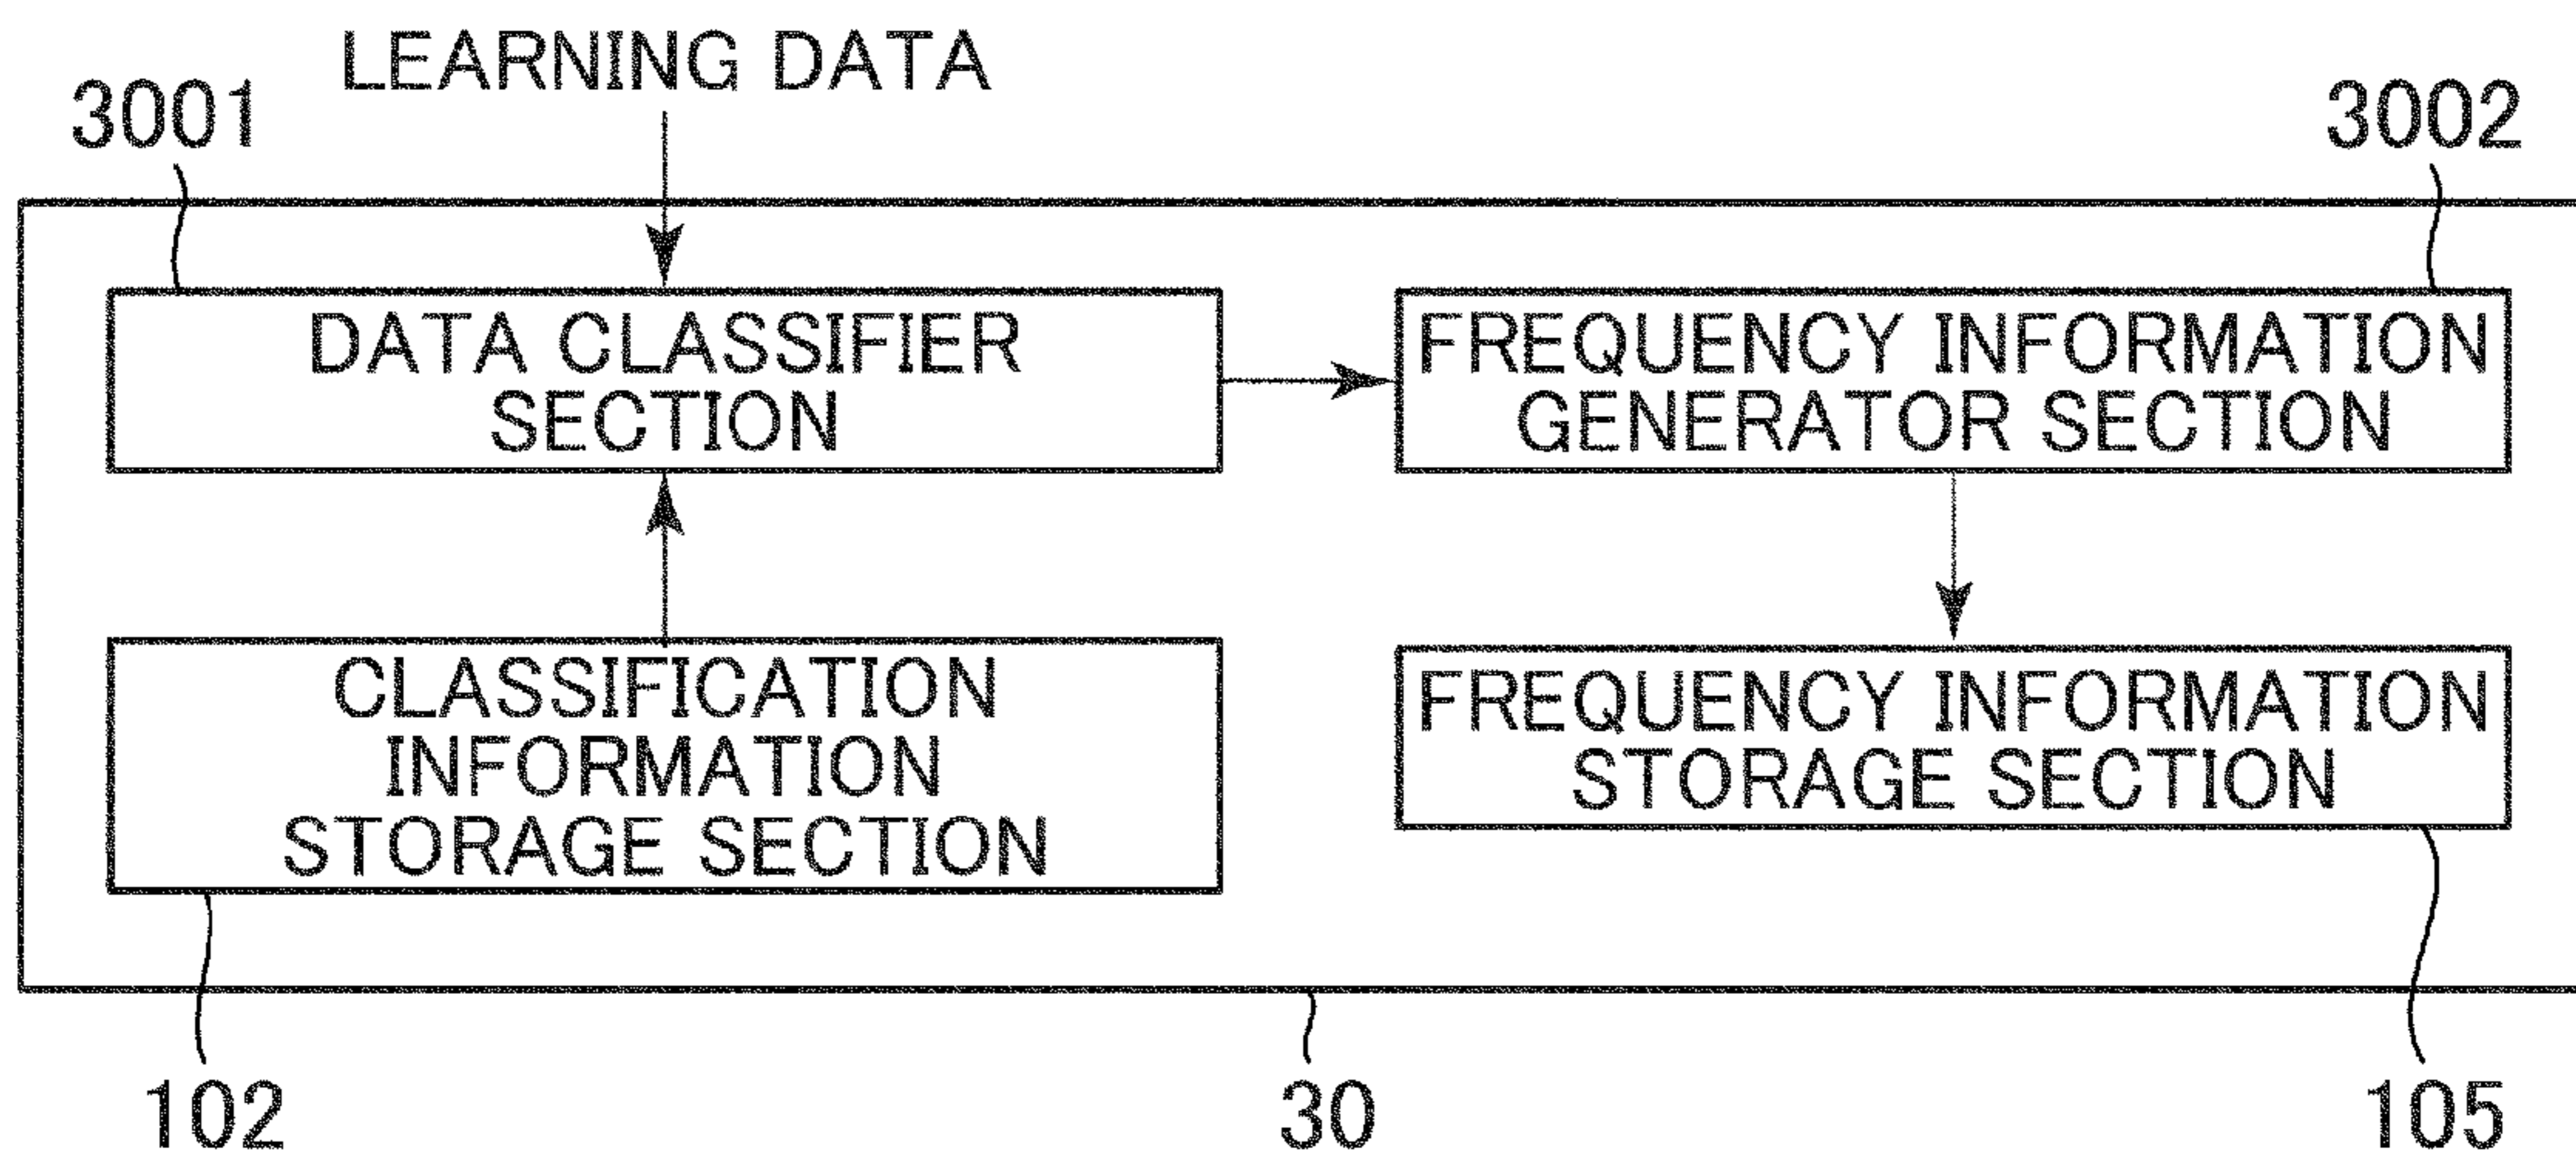 LEARNING DATA
3001
3002
DATA CLASSIFIER
SECTION
FREQUENCY INFORMATION
GENERATOR SECTION
CLASSIFICATION
INFORMATION
STORAGE SECTION
FREQUENCY INFORMATION
STORAGE SECTION
102
30
105